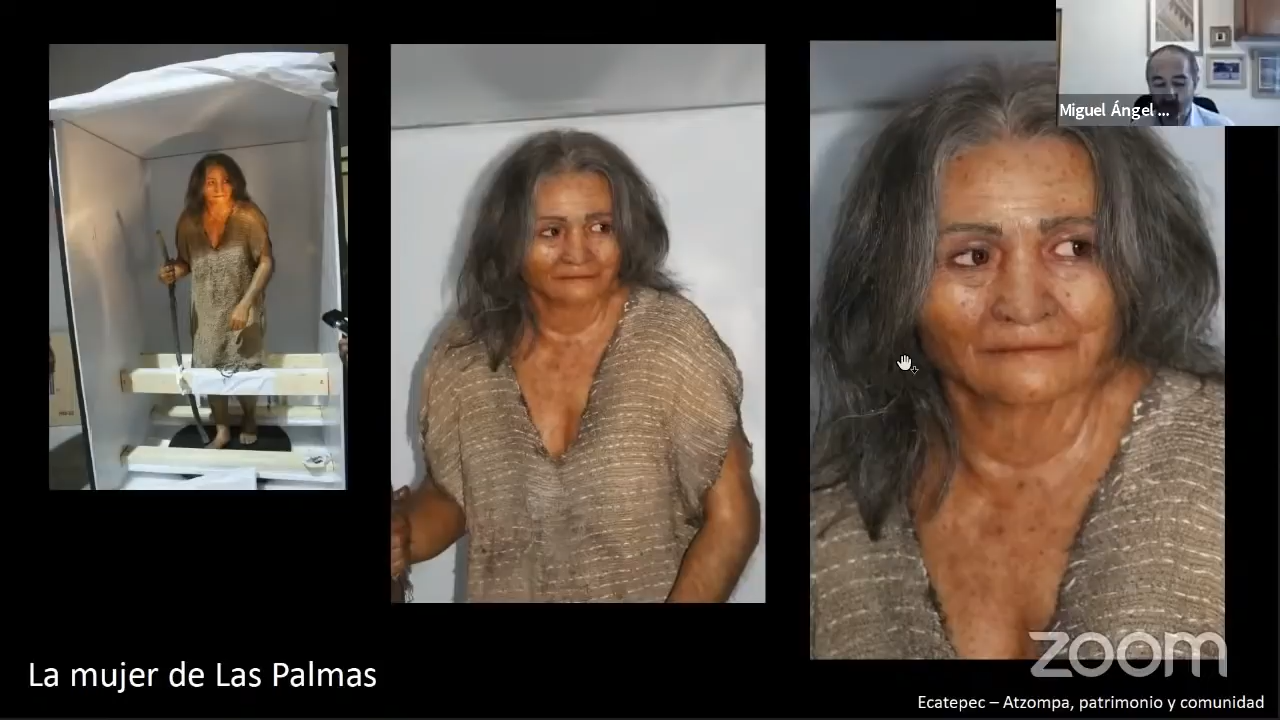 Miguel Ángel ...
La mujer de Las Palmas
zoom
Ecatepec – Atzompa, patrimonio y comunidad